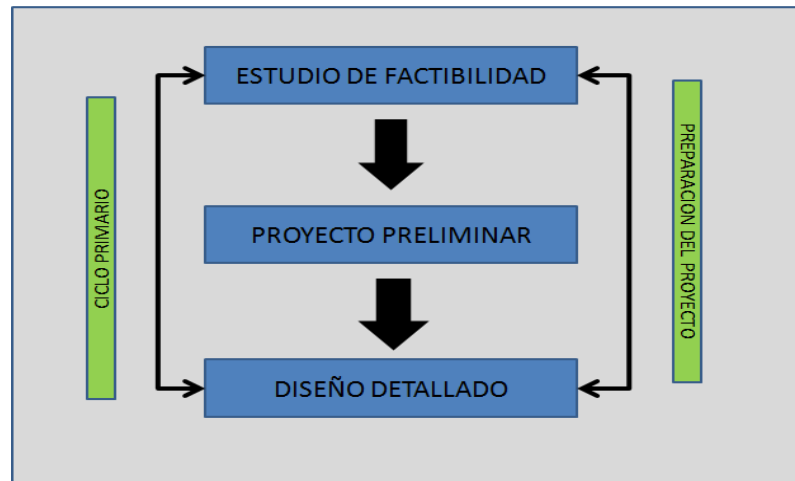 ESTUDIO DE FACTIBILIDAD
CICLO PRIMARIO
PREPARACION DEL PROYECTO
PROYECTO PRELIMINAR
DISEÑO DETALLADO